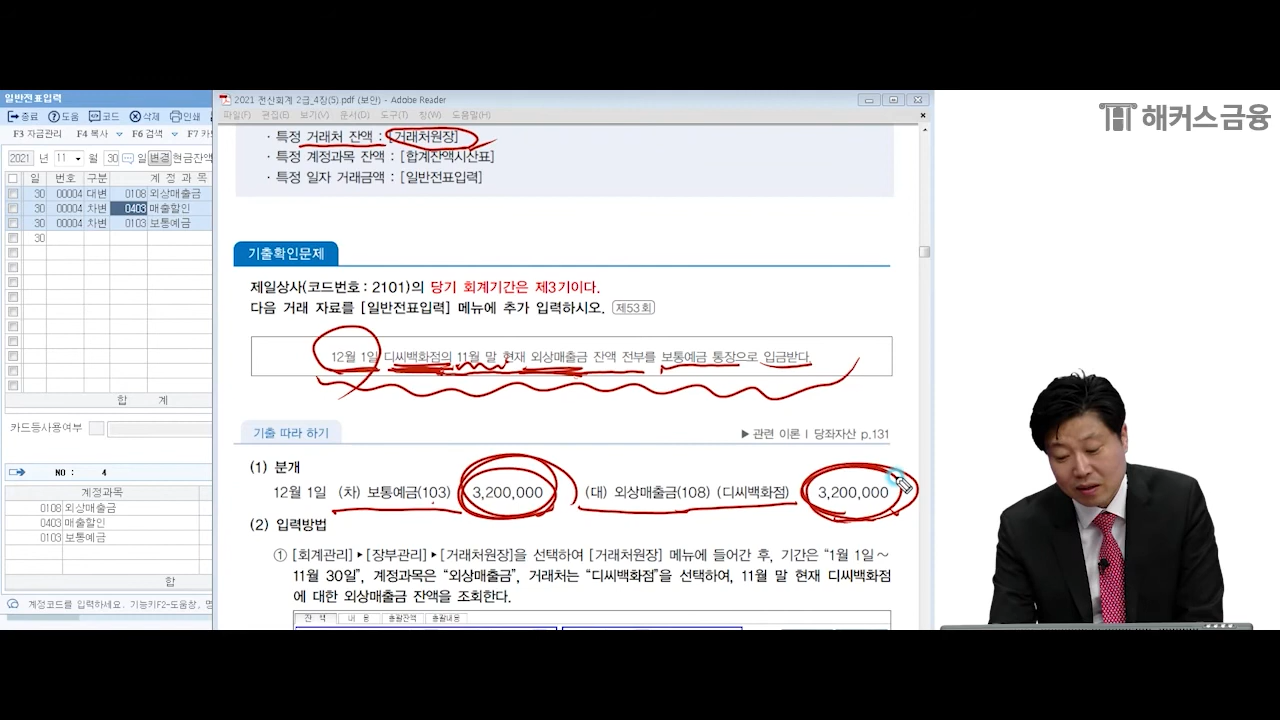 일반전표입력
종료 도움 코드 삭제 인쇄
F3 자금관리 F4 복사 F6 검색 F7 카
2021 년 11 월 30 일 변경 현금잔액
일 번호 구분 계 정 과 목
30 00004 대변 0108 외상매출금
30 00004 차변 0403 매출할인
30 00004 차변 0103 보통예금
30
합 계
카드등사용여부
NO : 4
계정과목
0108 외상매출금
0403 매출할인
0103 보통예금
합
계정코드를 입력하세요. 기능키F2-도움창,
2021 전산회계 2급_4장(S).pdf (보안) - Adobe Reader
파일(F) 편집(E) 보기(V) 문서(D) 도구(T) 창(W) 도움말(H)
· 특정 거래처 잔액 : [거래처원장]
· 특정 계정과목 잔액 : [합계잔액시산표]
· 특정 일자 거래금액 : [일반전표입력]
기출확인문제
제일상사(코드번호 : 2101)의 당기 회계기간은 제3기이다.
다음 거래 자료를 [일반전표입력] 메뉴에 추가 입력하시오. 제53회
12월 1일 디씨백화점의 11월 말 현재 외상매출금 잔액 전부를 보통예금 통장으로 입금받다.
기출 따라 하기
▶ 관련 이론 | 당좌자산 p.131
(1) 분개
12월 1일 (차) 보통예금(103) 3,200,000 (대) 외상매출금(108) (디씨백화점) 3,200,000
(2) 입력방법
① [회계관리] ▶ [장부관리] ▶ [거래처원장]을 선택하여 [거래처원장] 메뉴에 들어간 후, 기간은 “1월 1일 ~
11월 30일”, 계정과목은 “외상매출금”, 거래처는 “디씨백화점”을 선택하여, 11월 말 현재 디씨백화점
에 대한 외상매출금 잔액을 조회한다.
잔 액 내 용 총괄잔액 총괄내용
해커스금융